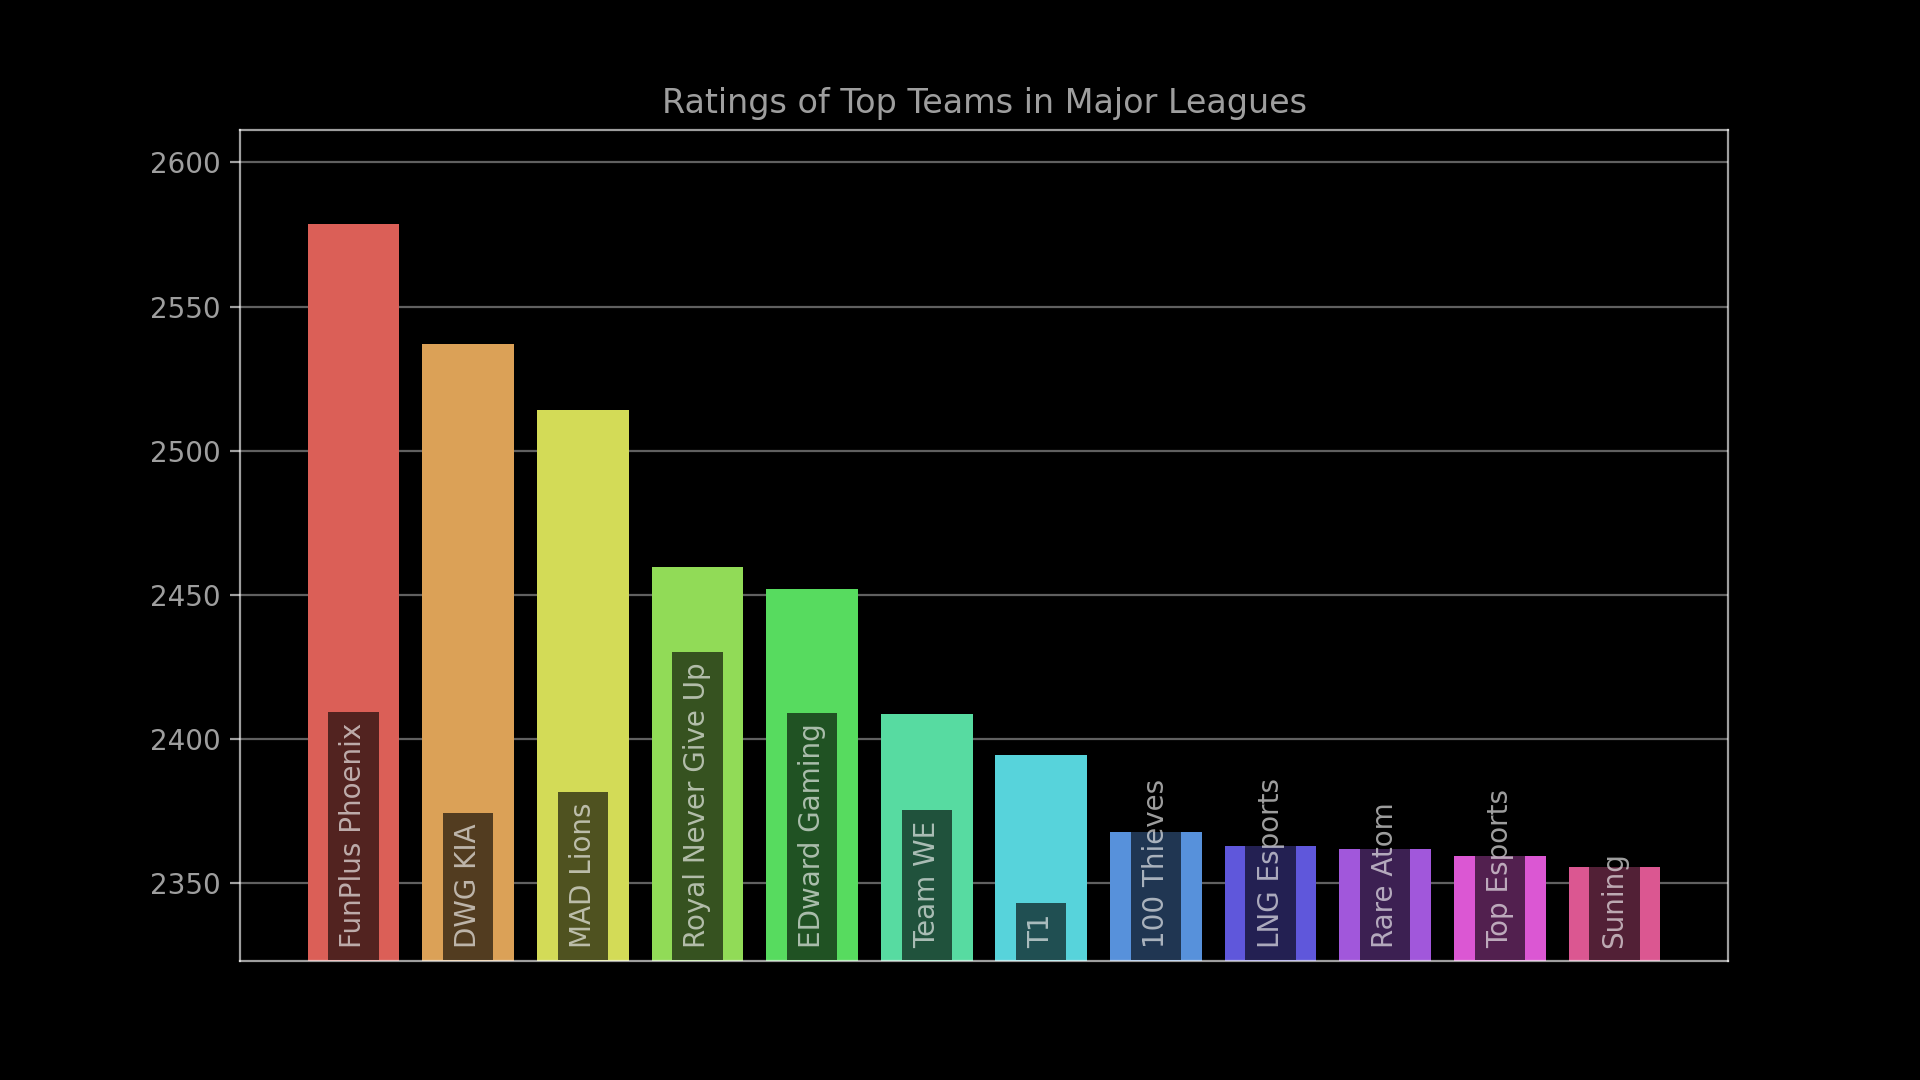 Ratings of Top Teams in Major Leagues
2600
2550
2500
2450
2400
2350
FunPlus Phoenix
DWG KIA
MAD Lions
Royal Never Give Up
EDward Gaming
Team WE
T1
100 Thieves
LNG Esports
Rare Atom
Top Esports
Suning